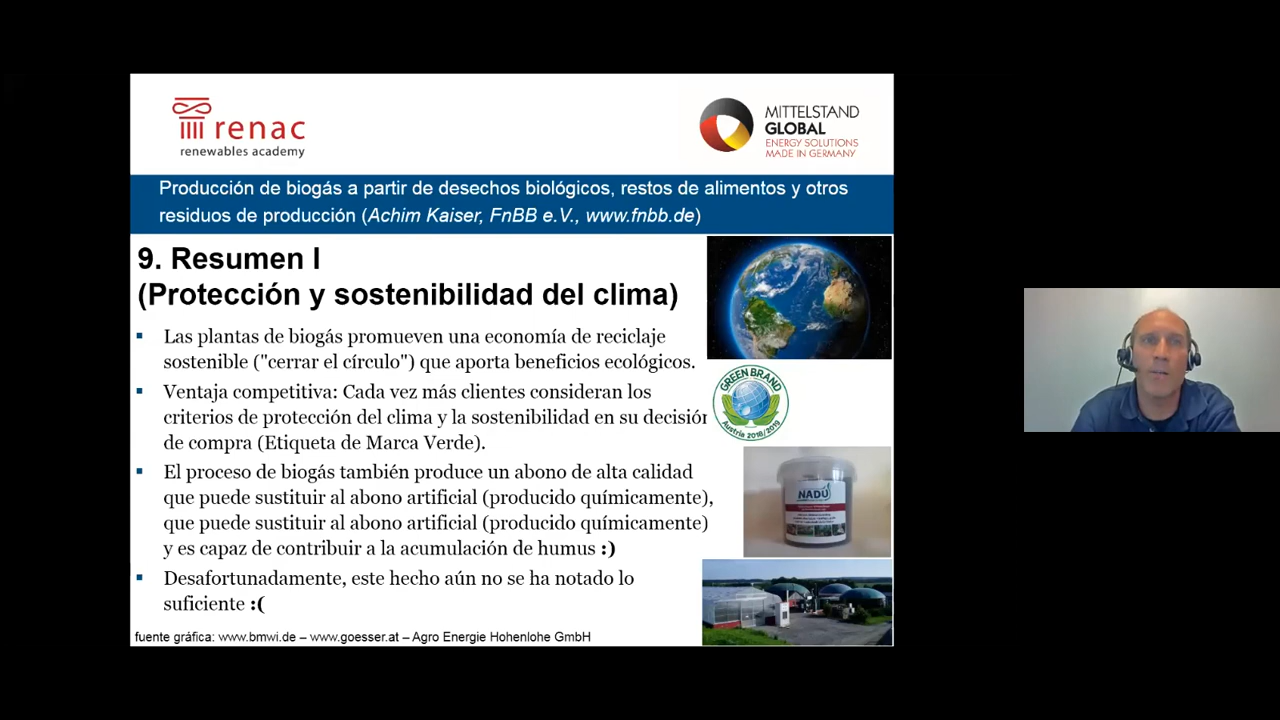 renac
renewables academy
MITTELSTAND
GLOBAL
ENERGY SOLUTIONS
MADE IN GERMANY
Producción de biogás a partir de desechos biológicos, restos de alimentos y otros
residuos de producción (Achim Kaiser, FnBB e.V., www.fnbb.de)
9. Resumen I
(Protección y sostenibilidad del clima)
▪ Las plantas de biogás promueven una economía de reciclaje
sostenible ("cerrar el círculo") que aporta beneficios ecológicos.
▪ Ventaja competitiva: Cada vez más clientes consideran los
criterios de protección del clima y la sostenibilidad en su decisión
de compra (Etiqueta de Marca Verde).
GREEN BRAND
Austria 2018/2019
▪ El proceso de biogás también produce un abono de alta calidad
que puede sustituir al abono artificial (producido químicamente),
que puede sustituir al abono artificial (producido químicamente)
y es capaz de contribuir a la acumulación de humus :)
NADU
▪ Desafortunadamente, este hecho aún no se ha notado lo
suficiente :(
fuente gráfica: www.bmwi.de – www.goesser.at – Agro Energie Hohenlohe GmbH